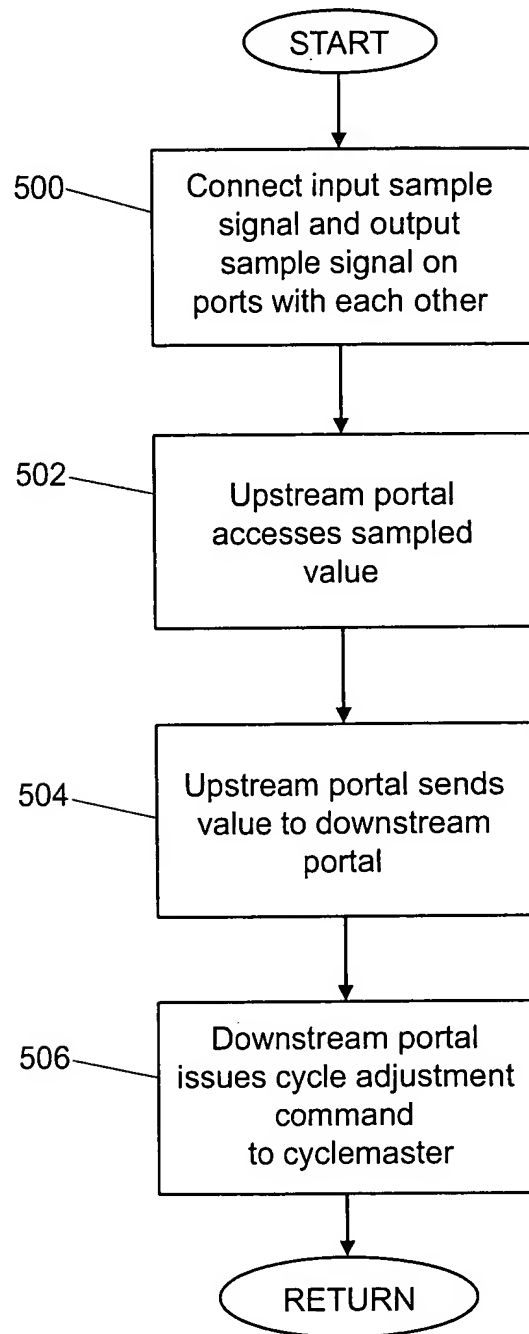 START
500
Connect input sample
signal and output
sample signal on
ports with each other
502
Upstream portal
accesses sampled
value
504
Upstream portal sends
value to downstream
portal
506
Downstream portal
issues cycle adjustment
command
to cyclemaster
RETURN